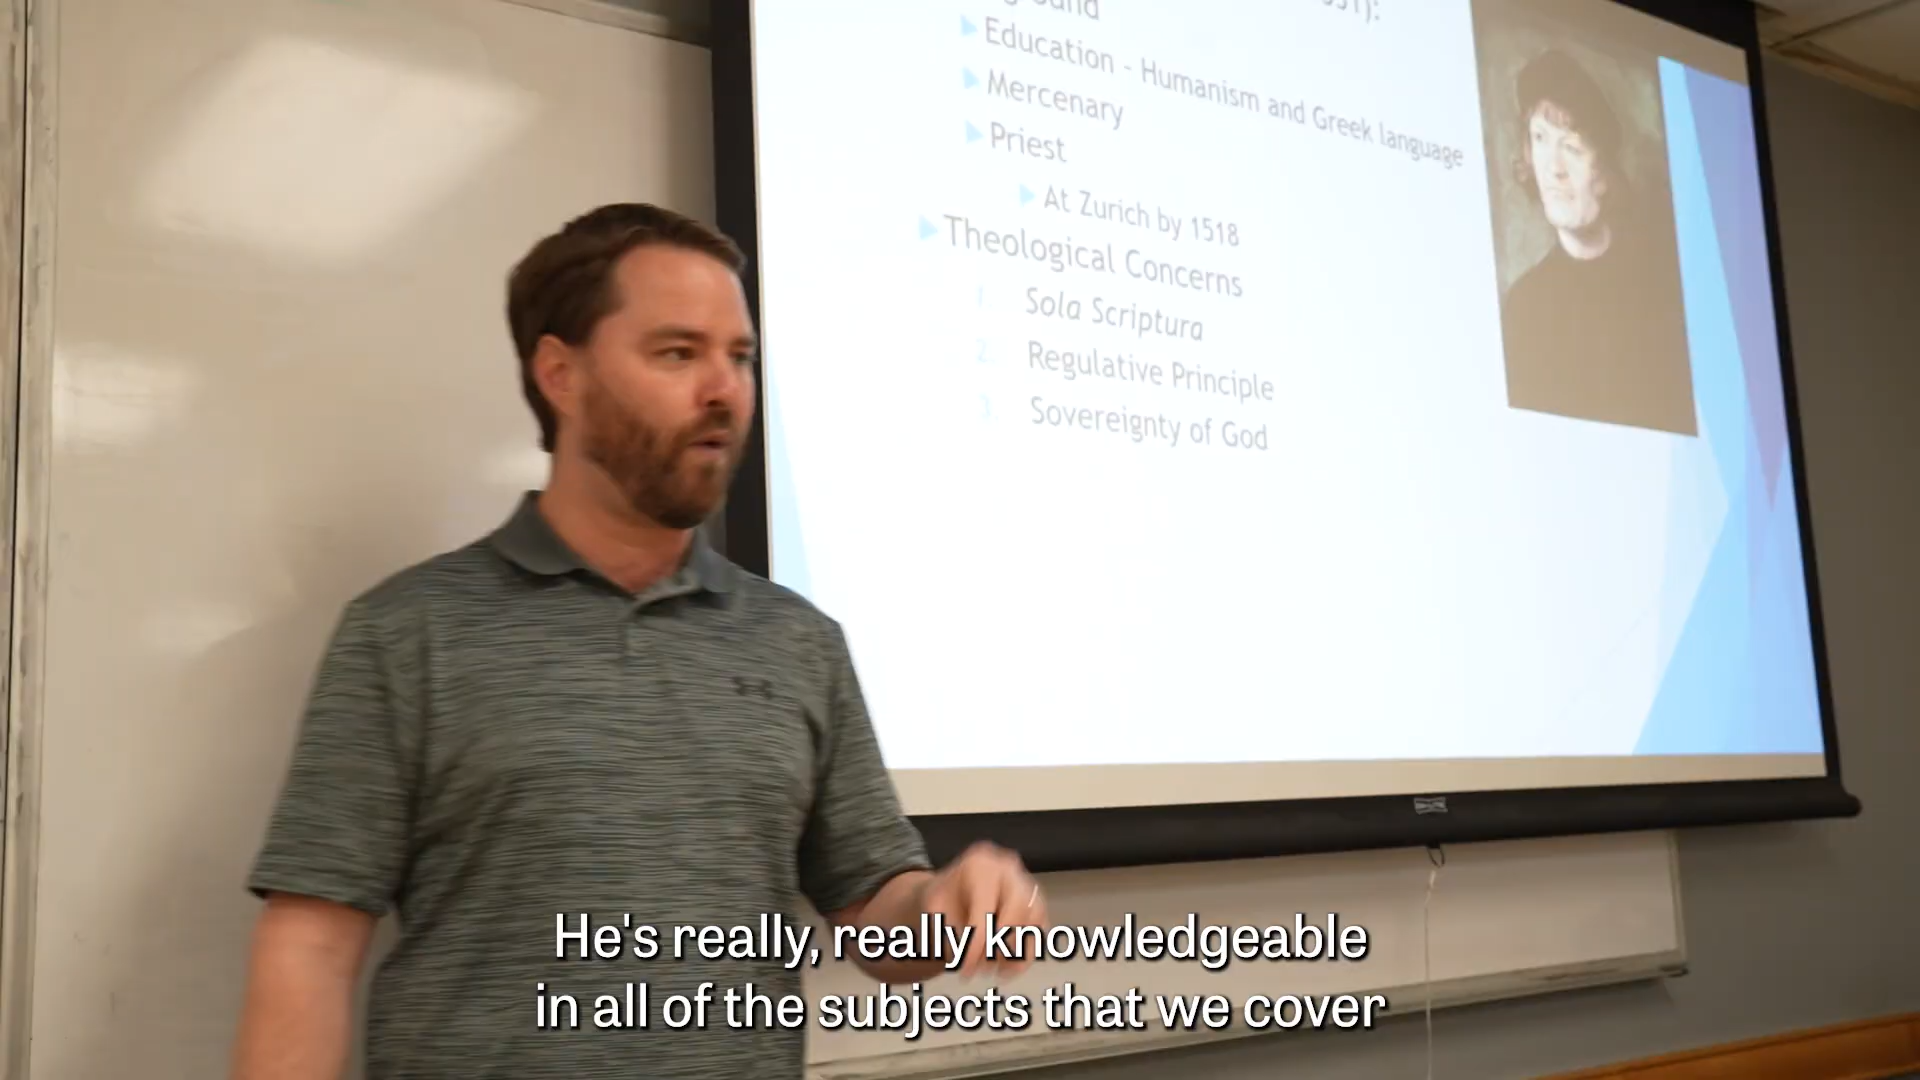 Education - Humanism and Greek language
Mercenary
Priest
At Zurich by 1518
Theological Concerns
1. Sola Scriptura
2. Regulative Principle
3. Sovereignty of God
He's really, really knowledgeable
in all of the subjects that we cover